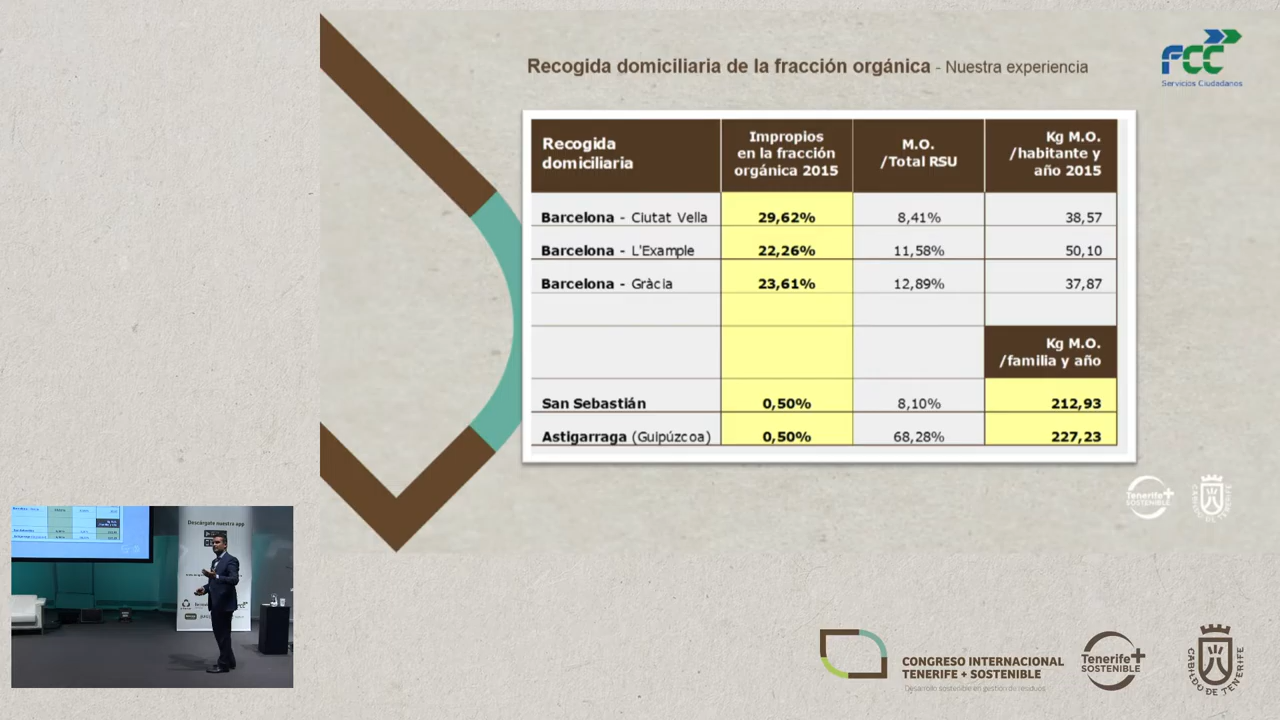 Recogida domiciliaria de la fracción orgánica - Nuestra experiencia
FCC
Servicios Ciudadanos
Recogida
domiciliaria
Impropios
en la fracción
orgánica 2015
M.O.
/Total RSU
Kg M.O.
/habitante y
año 2015
Barcelona - Ciutat Vella 29,62% 8,41% 38,57
Barcelona - L'Example 22,26% 11,58% 50,10
Barcelona - Gràcia 23,61% 12,89% 37,87
Kg M.O.
/familia y año
San Sebastián 0,50% 8,10% 212,93
Astigarraga (Guipúzcoa) 0,50% 68,28% 227,23
Tenerife+
SOSTENIBLE
CABILDO DE TENERIFE
Descárgate nuestra app
CONGRESO INTERNACIONAL
TENERIFE + SOSTENIBLE
Desarrollo sostenible en gestión de residuos
Tenerife+
SOSTENIBLE
CABILDO DE TENERIFE